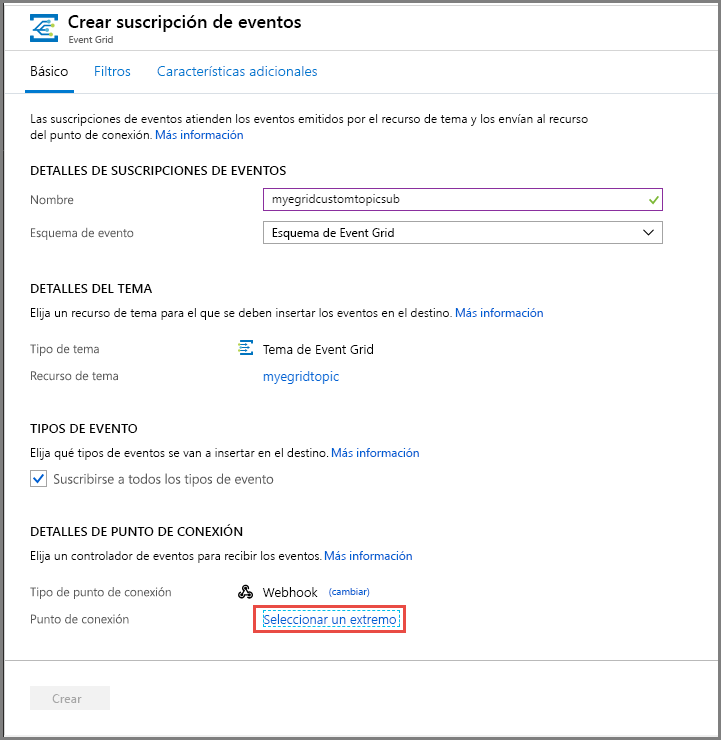 Crear suscripción de eventos
Event Grid
Básico Filtros Características adicionales
Las suscripciones de eventos atienden los eventos emitidos por el recurso de tema y los envían al recurso
del punto de conexión. Más información
DETALLES DE SUSCRIPCIONES DE EVENTOS
Nombre myegridcustomtopicsub
Esquema de evento Esquema de Event Grid
DETALLES DEL TEMA
Elija un recurso de tema para el que se deben insertar los eventos en el destino. Más información
Tipo de tema Tema de Event Grid
Recurso de tema myegridtopic
TIPOS DE EVENTO
Elija qué tipos de eventos se van a insertar en el destino. Más información
Suscribirse a todos los tipos de evento
DETALLES DE PUNTO DE CONEXIÓN
Elija un controlador de eventos para recibir los eventos. Más información
Tipo de punto de conexión Webhook (cambiar)
Punto de conexión Seleccionar un extremo
Crear